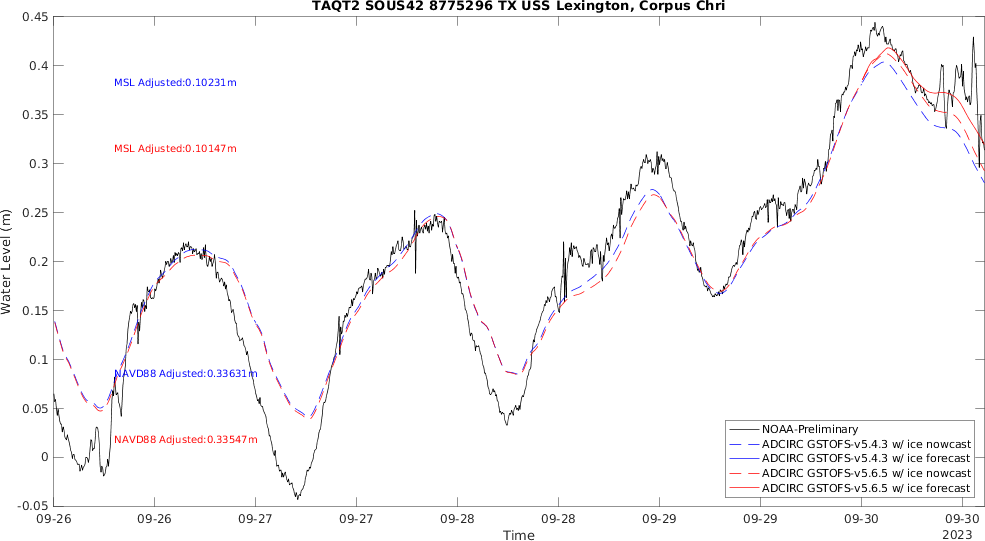 TAQT2 SOUS42 8775296 TX USS Lexington, Corpus Chri
0.45
0.4
0.35
0.3
0.25
0.2
0.15
0.1
0.05
0
-0.05
Water Level (m)
MSL Adjusted:0.10231m
MSL Adjusted:0.10147m
NAVD88 Adjusted:0.33631m
NAVD88 Adjusted:0.33547m
NOAA-Preliminary
ADCIRC GSTOFS-v5.4.3 w/ ice nowcast
ADCIRC GSTOFS-v5.4.3 w/ ice forecast
ADCIRC GSTOFS-v5.6.5 w/ ice nowcast
ADCIRC GSTOFS-v5.6.5 w/ ice forecast
09-26 09-26 09-27 09-27 09-28 09-28 09-29 09-29 09-30 09-30
Time
2023